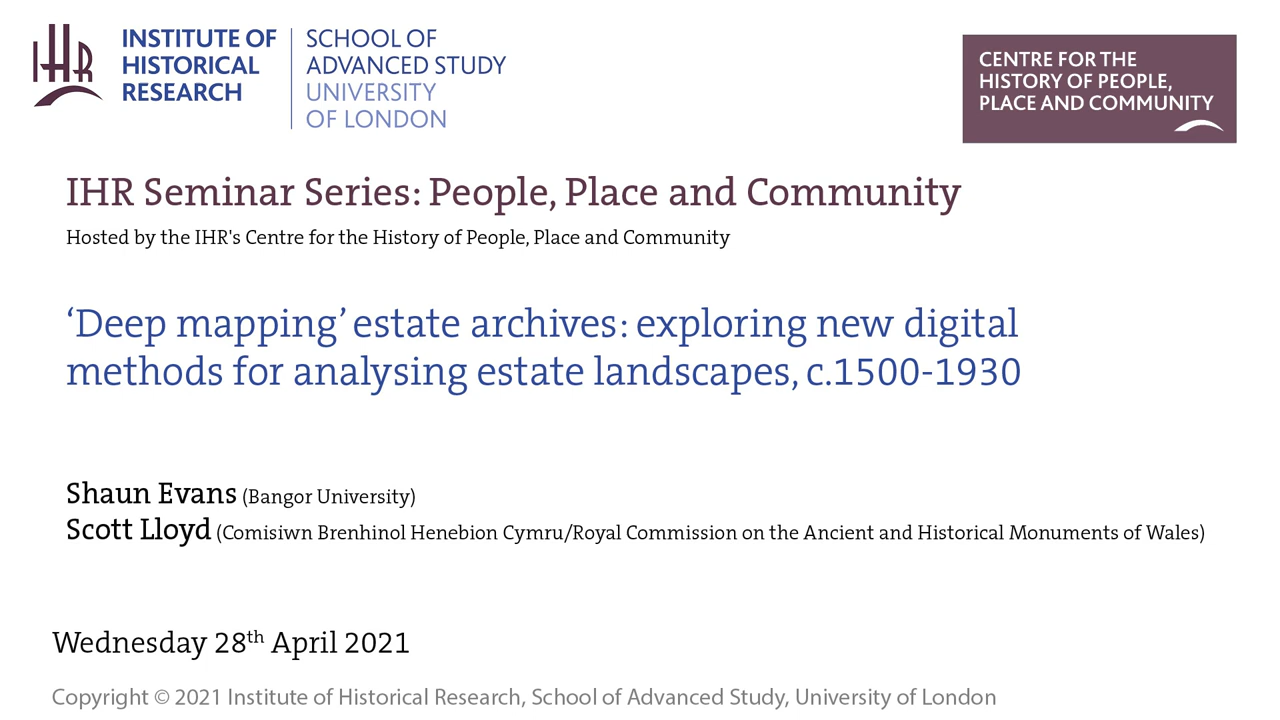 IHR
INSTITUTE OF
HISTORICAL
RESEARCH
SCHOOL OF
ADVANCED STUDY
UNIVERSITY
OF LONDON
CENTRE FOR THE
HISTORY OF PEOPLE,
PLACE AND COMMUNITY
IHR Seminar Series: People, Place and Community
Hosted by the IHR's Centre for the History of People, Place and Community
‘Deep mapping’ estate archives: exploring new digital
methods for analysing estate landscapes, c.1500-1930
Shaun Evans (Bangor University)
Scott Lloyd (Comisiwn Brenhinol Henebion Cymru/Royal Commission on the Ancient and Historical Monuments of Wales)
Wednesday 28th April 2021
Copyright © 2021 Institute of Historical Research, School of Advanced Study, University of London